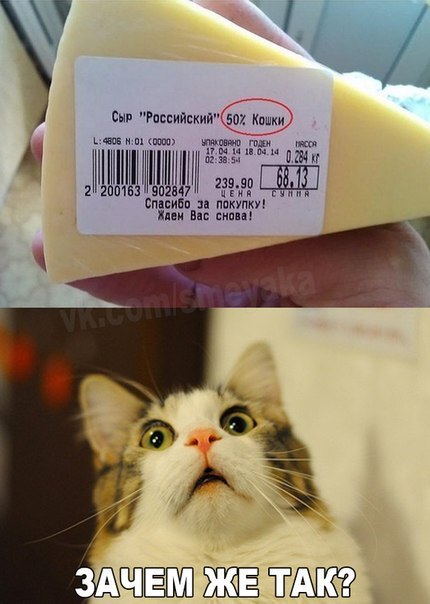 Сыр "Российский" 50% Кошки
L:4806 N:01 (0000)
УПАКОВАНО ГОДЕН МАССА
17.04.14 18.04.14 0.284 кг
02:38:54
2 200163 902847
239.90 68.13
ЦЕНА СУММА
Спасибо за покупку!
Ждем Вас снова!
vk.com/smeyaka
ЗАЧЕМ ЖЕ ТАК?